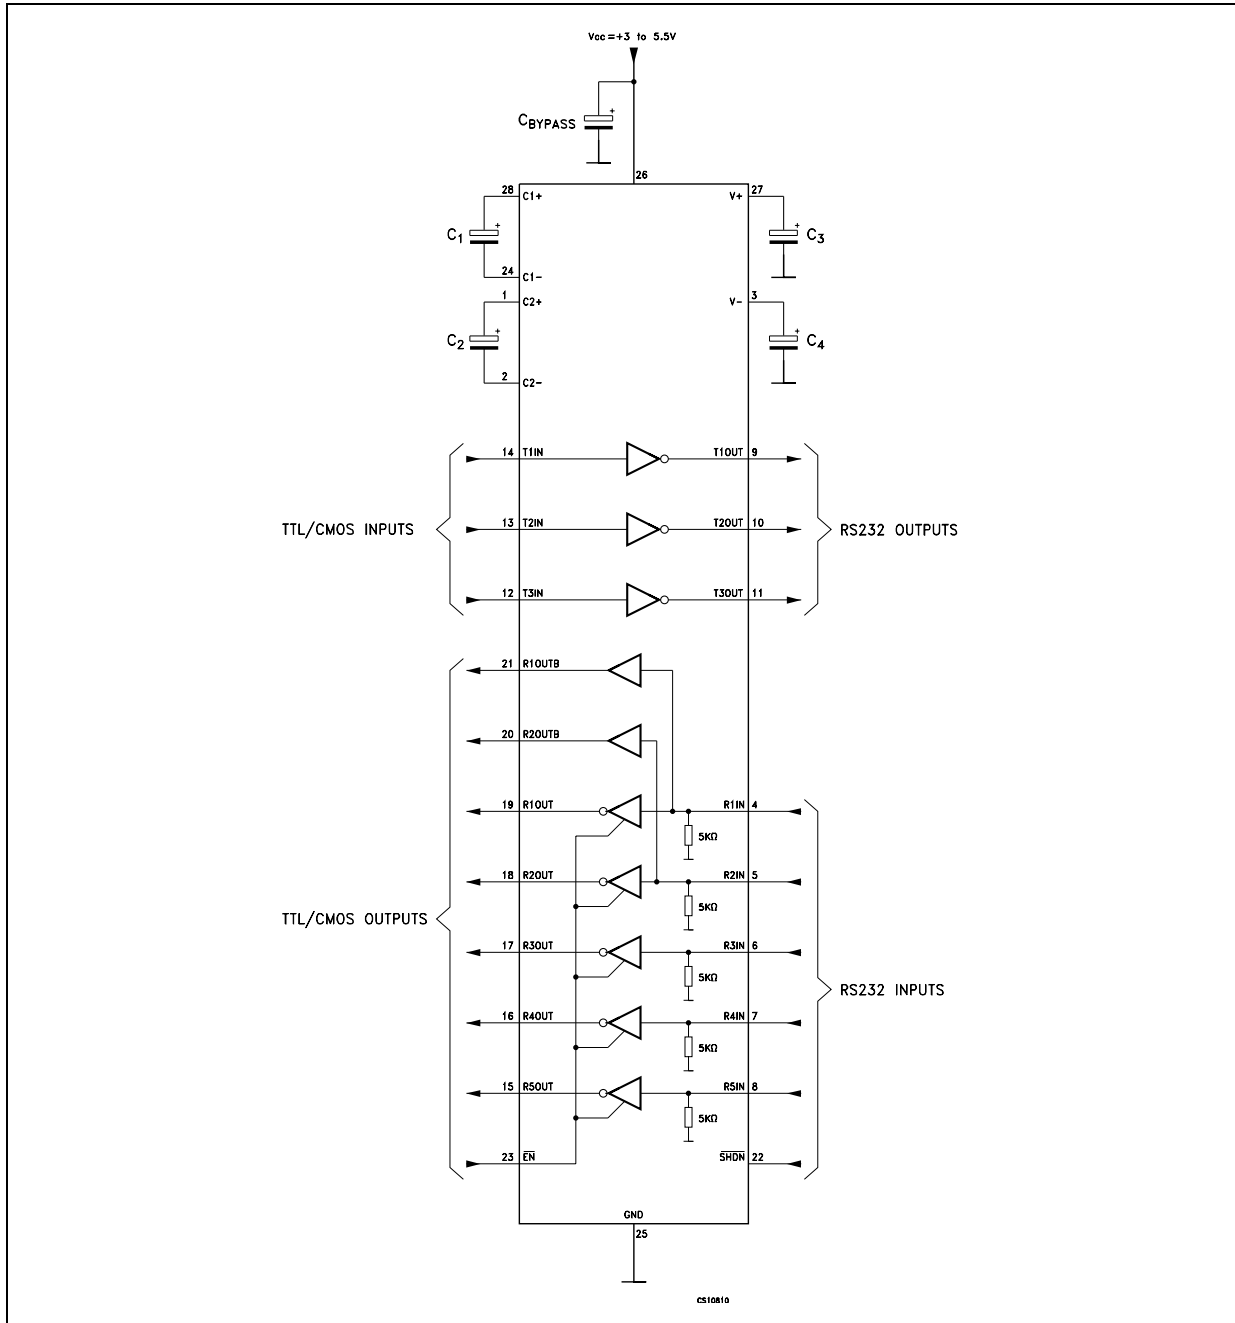 Vcc=+3 to 5.5V
+
CBYPASS
26
28 C1+ V+ 27
+ +
C1 C3
24 C1-
1 C2+ V- 3
+ +
C2 C4
2 C2-
14 T1IN T1OUT 9
TTL/CMOS INPUTS 13 T2IN T2OUT 10 RS232 OUTPUTS
12 T3IN T3OUT 11
21 R1OUTB
20 R2OUTB
19 R1OUT R1IN 4
5KΩ
18 R2OUT R2IN 5
5KΩ
TTL/CMOS OUTPUTS
17 R3OUT R3IN 6
5KΩ
RS232 INPUTS
16 R4OUT R4IN 7
5KΩ
15 R5OUT R5IN 8
5KΩ
23 EN SHDN 22
GND
25
CS10810